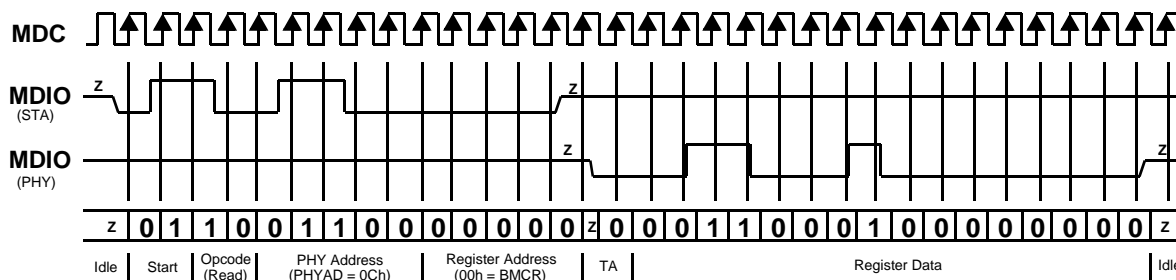 MDC
z
MDIO
(STA)
z
MDIO
(PHY)
z
z
z 0 1 1 0 0 1 1 0 0 0 0 0 0 0 z 0 0 0 1 1 0 0 0 1 0 0 0 0 0 0 0 0 z
Idle Start Opcode (Read) PHY Address (PHYAD = 0Ch) Register Address (00h = BMCR) TA Register Data Idle